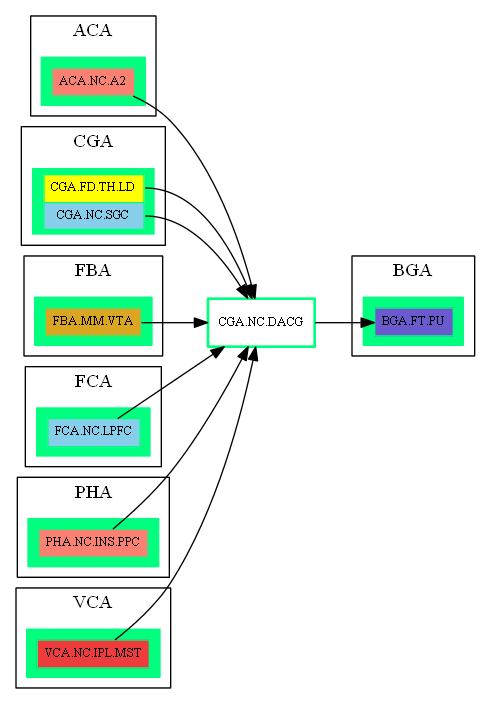 ACA
ACA.NC.A2
CGA
CGA.FD.TH.LD
CGA.NC.SGC
FBA
FBA.MM.VTA
CGA.NC.DACG
BGA
BGA.FT.PU
FCA
FCA.NC.LPFC
PHA
PHA.NC.INS.PPC
VCA
VCA.NC.IPL.MST